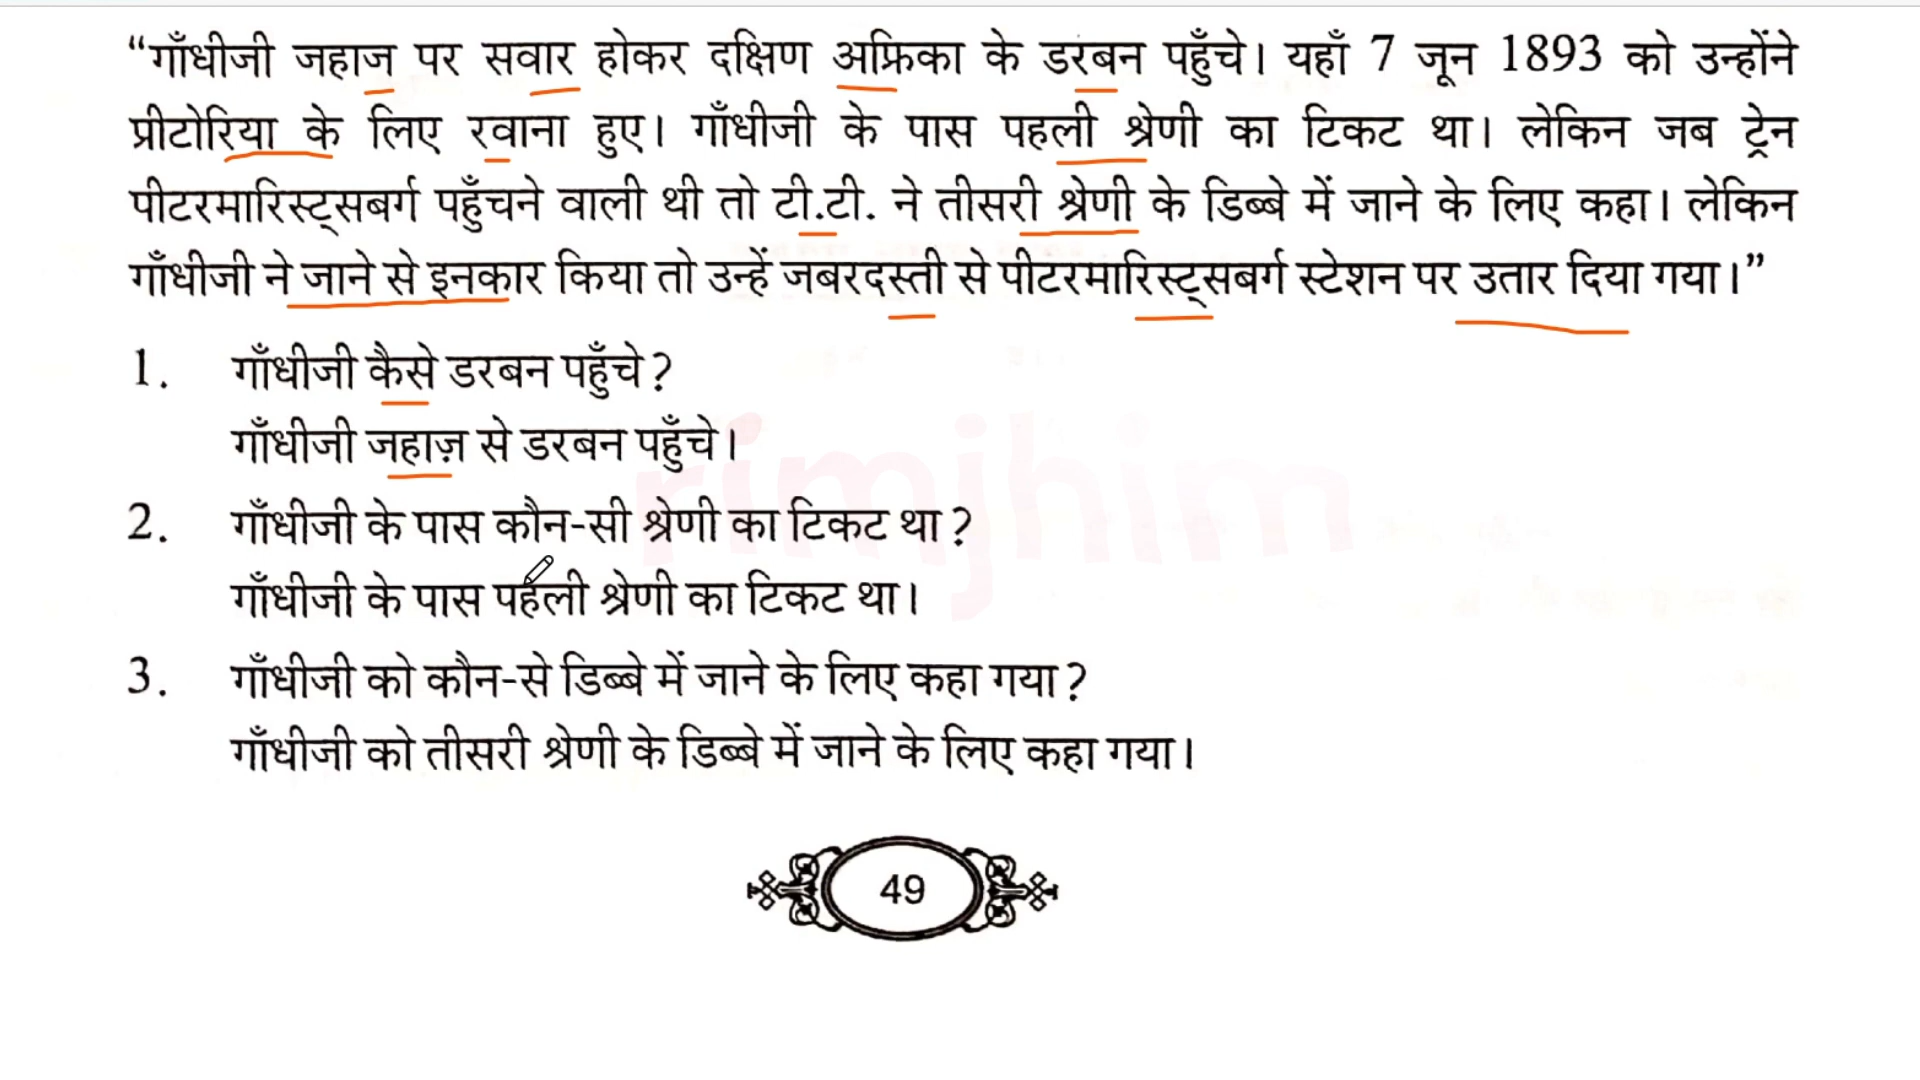 “गाँधीजी जहाज पर सवार होकर दक्षिण अफ्रिका के डरबन पहुँचे। यहाँ 7 जून 1893 को उन्होंने
प्रीटोरिया के लिए रवाना हुए। गाँधीजी के पास पहली श्रेणी का टिकट था। लेकिन जब ट्रेन
पीटरमारिस्ट्सबर्ग पहुँचने वाली थी तो टी.टी. ने तीसरी श्रेणी के डिब्बे में जाने के लिए कहा। लेकिन
गाँधीजी ने जाने से इनकार किया तो उन्हें जबरदस्ती से पीटरमारिस्ट्सबर्ग स्टेशन पर उतार दिया गया।”
1. गाँधीजी कैसे डरबन पहुँचे?
गाँधीजी जहाज़ से डरबन पहुँचे।
2. गाँधीजी के पास कौन-सी श्रेणी का टिकट था?
गाँधीजी के पास पहली श्रेणी का टिकट था।
3. गाँधीजी को कौन-से डिब्बे में जाने के लिए कहा गया?
गाँधीजी को तीसरी श्रेणी के डिब्बे में जाने के लिए कहा गया।
rimjhim
49